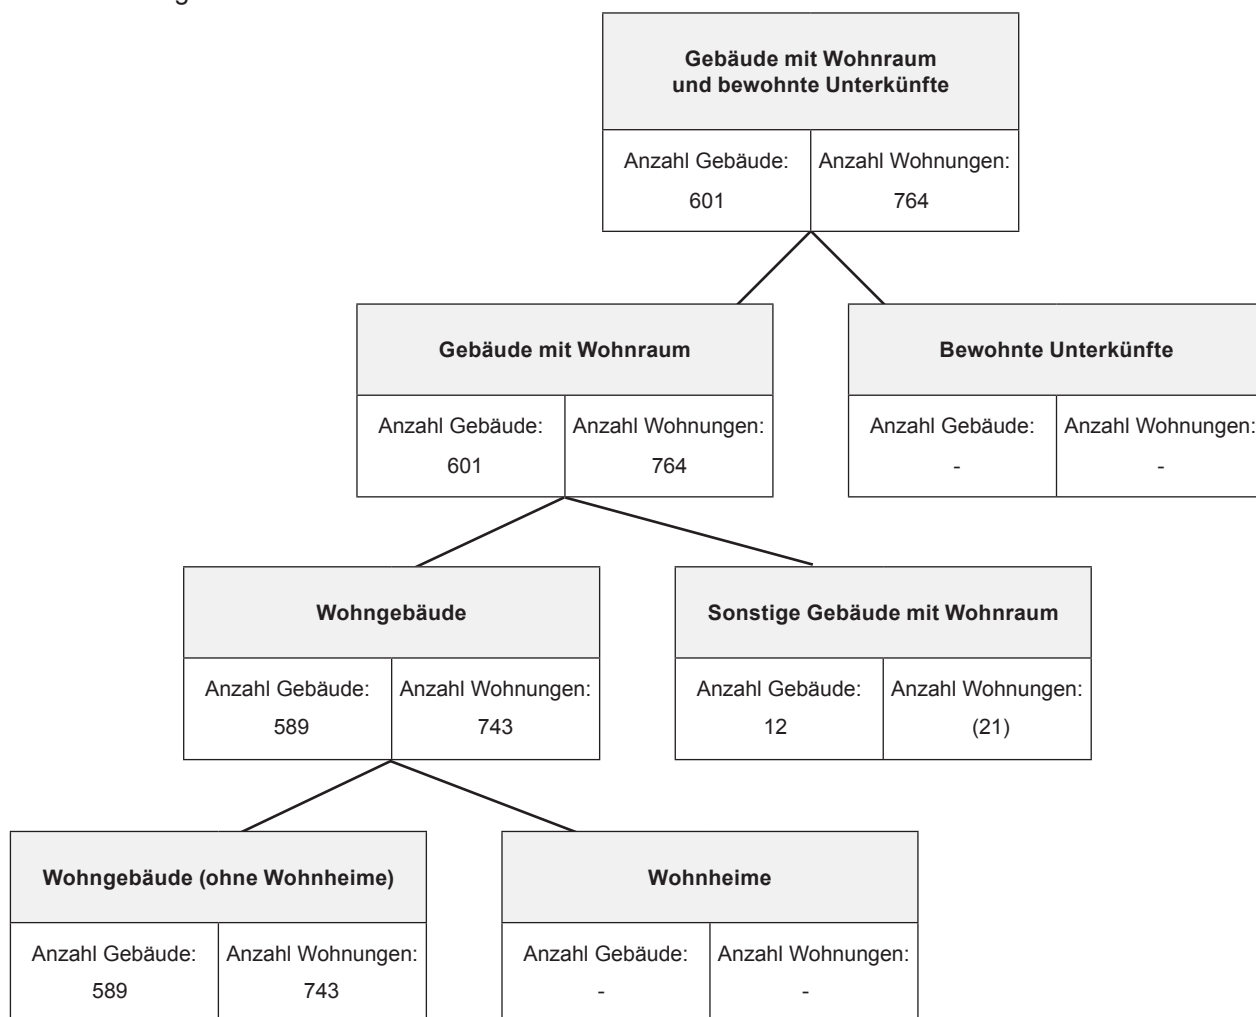 Gebäude mit Wohnraum
und bewohnte Unterkünfte
Anzahl Gebäude: Anzahl Wohnungen:
601 764
Gebäude mit Wohnraum
Bewohnte Unterkünfte
Anzahl Gebäude: Anzahl Wohnungen:
601 764
Anzahl Gebäude: Anzahl Wohnungen:
- -
Wohngebäude
Sonstige Gebäude mit Wohnraum
Anzahl Gebäude: Anzahl Wohnungen:
589 743
Anzahl Gebäude: Anzahl Wohnungen:
12 (21)
Wohngebäude (ohne Wohnheime)
Wohnheime
Anzahl Gebäude: Anzahl Wohnungen:
589 743
Anzahl Gebäude: Anzahl Wohnungen:
- -